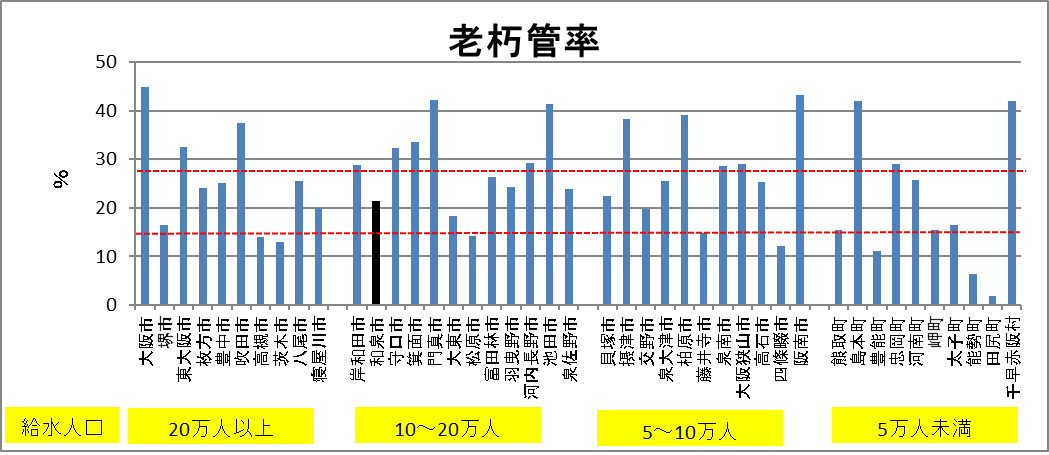 老朽管率
50
40
30
20
10
0
%
大阪市
堺市
東大阪市
枚方市
豊中市
吹田市
高槻市
茨木市
八尾市
寝屋川市
岸和田市
和泉市
守口市
箕面市
門真市
大東市
松原市
富田林市
羽曳野市
河内長野市
池田市
泉佐野市
貝塚市
摂津市
交野市
泉大津市
柏原市
藤井寺市
泉南市
大阪狭山市
高石市
四條畷市
阪南市
熊取町
島本町
豊能町
忠岡町
河南町
岬町
太子町
能勢町
田尻町
千早赤阪村
給水人口
20万人以上
10～20万人
5～10万人
5万人未満